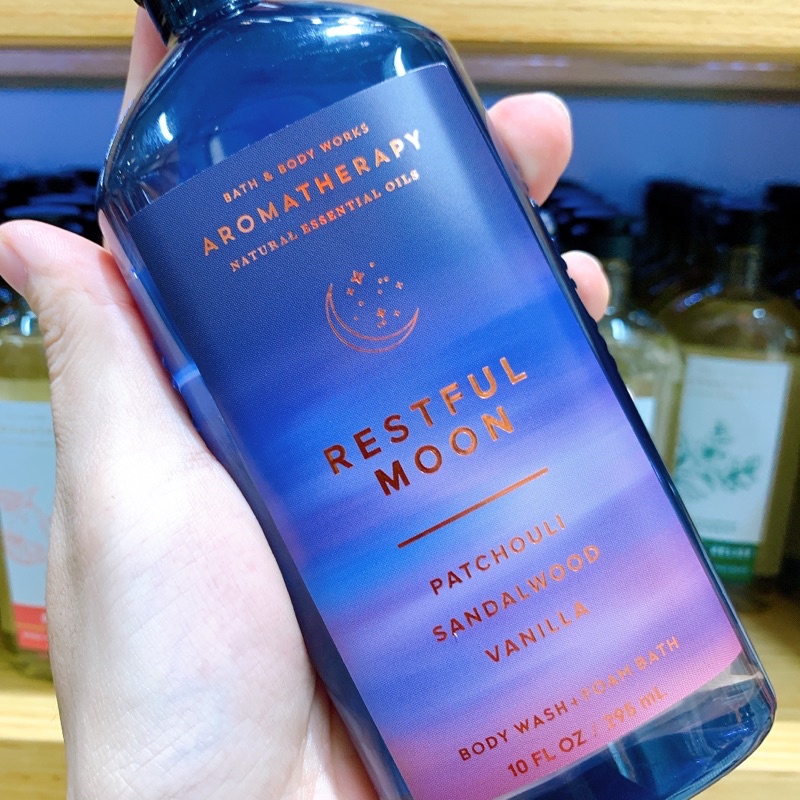 BATH & BODY WORKS
AROMATHERAPY
NATURAL ESSENTIAL OILS
RESTFUL
MOON
PATCHOULI
SANDALWOOD
VANILLA
BODY WASH + FOAM BATH
10 FL OZ / 295 mL